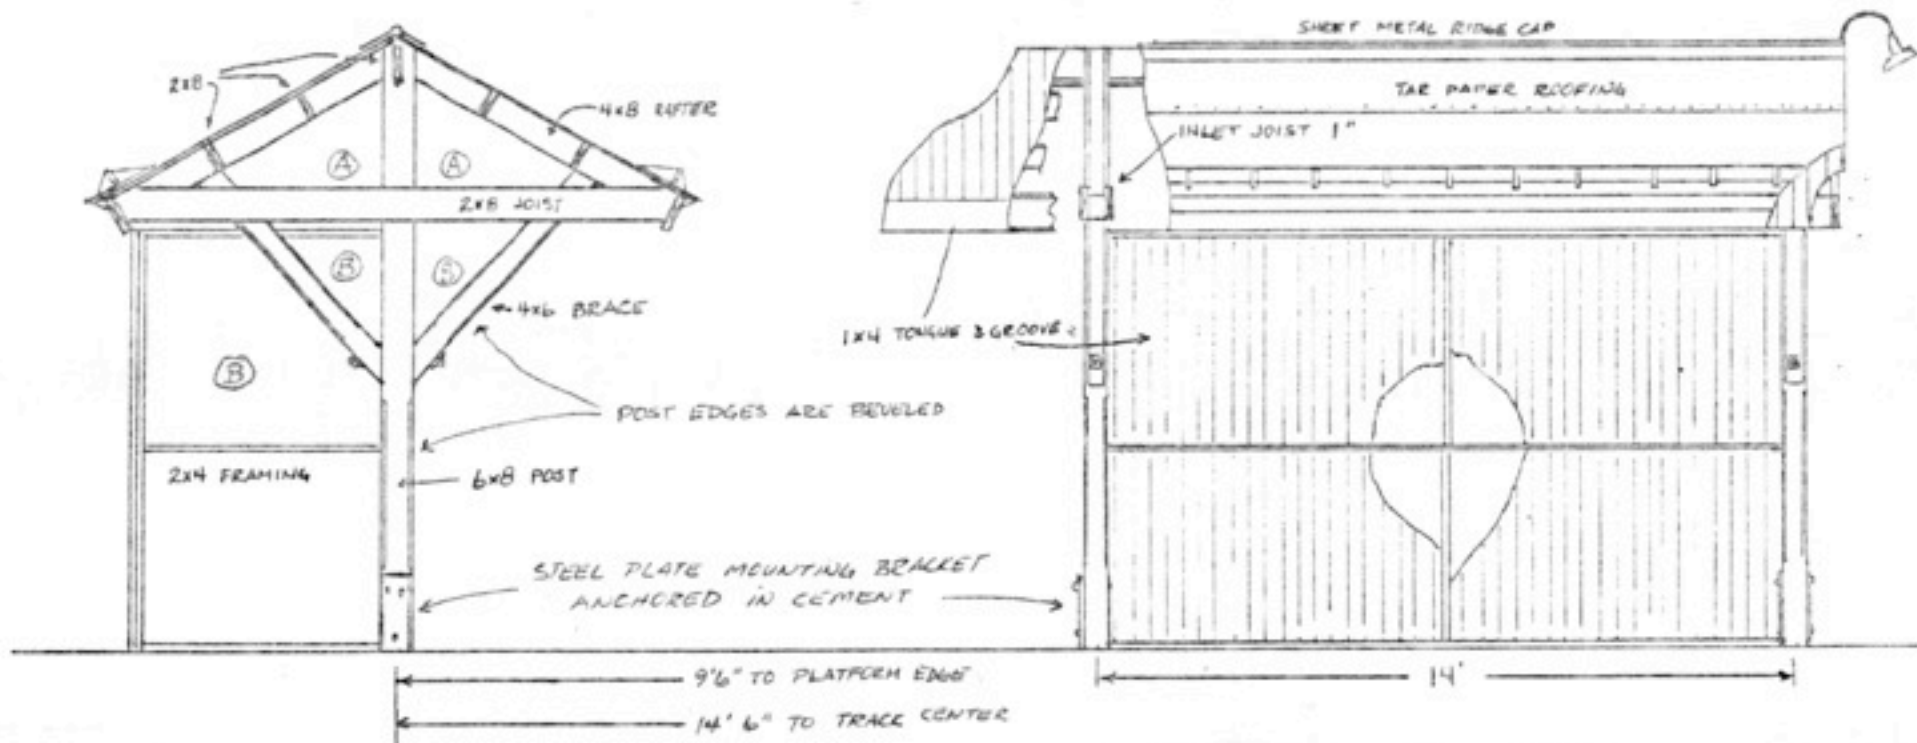 SHEET METAL RIDGE CAP
2x8
4x8 RAFTER
TAR PAPER ROOFING
INLET JOIST 1"
A
A
2x8 JOIST
B
B
4x6 BRACE
1x4 TONGUE & GROOVE
B
POST EDGES ARE BEVELED
2x4 FRAMING
6x8 POST
STEEL PLATE MOUNTING BRACKET
ANCHORED IN CEMENT
9'6" TO PLATFORM EDGE
14'
14' 6" TO TRACK CENTER